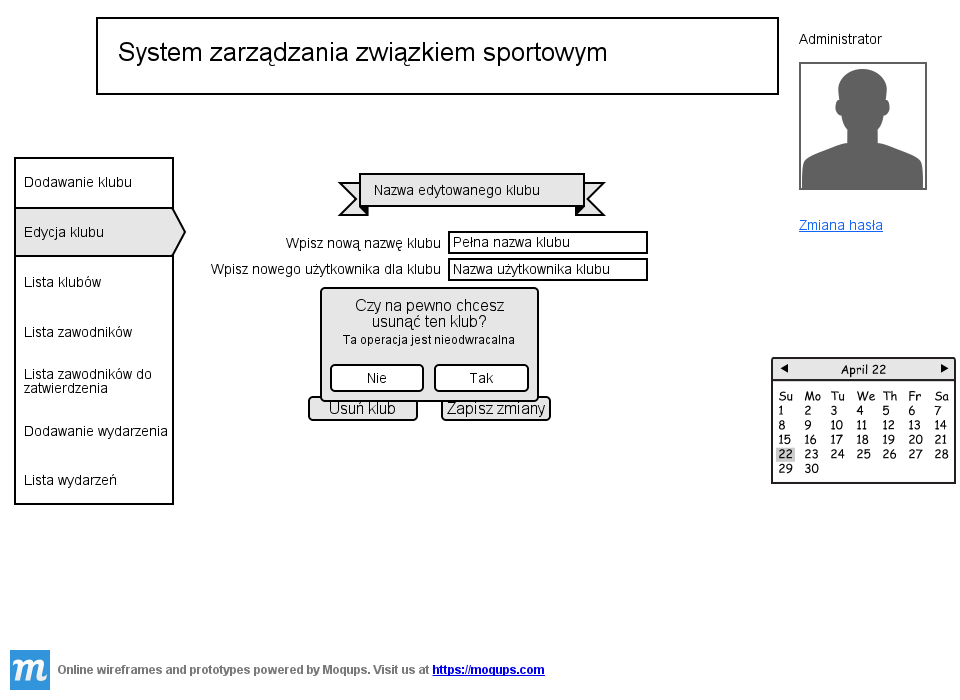 System zarządzania związkiem sportowym
Administrator
Zmiana hasła
Dodawanie klubu
Edycja klubu
Lista klubów
Lista zawodników
Lista zawodników do
zatwierdzenia
Dodawanie wydarzenia
Lista wydarzeń
Nazwa edytowanego klubu
Wpisz nową nazwę klubu Pełna nazwa klubu
Wpisz nowego użytkownika dla klubu Nazwa użytkownika klubu
Czy na pewno chcesz
usunąć ten klub?
Ta operacja jest nieodwracalna
Nie Tak
Usuń klub Zapisz zmiany
April 22
Su Mo Tu We Th Fr Sa
1 2 3 4 5 6 7
8 9 10 11 12 13 14
15 16 17 18 19 20 21
22 23 24 25 26 27 28
29 30
m Online wireframes and prototypes powered by Moqups. Visit us at https://moqups.com